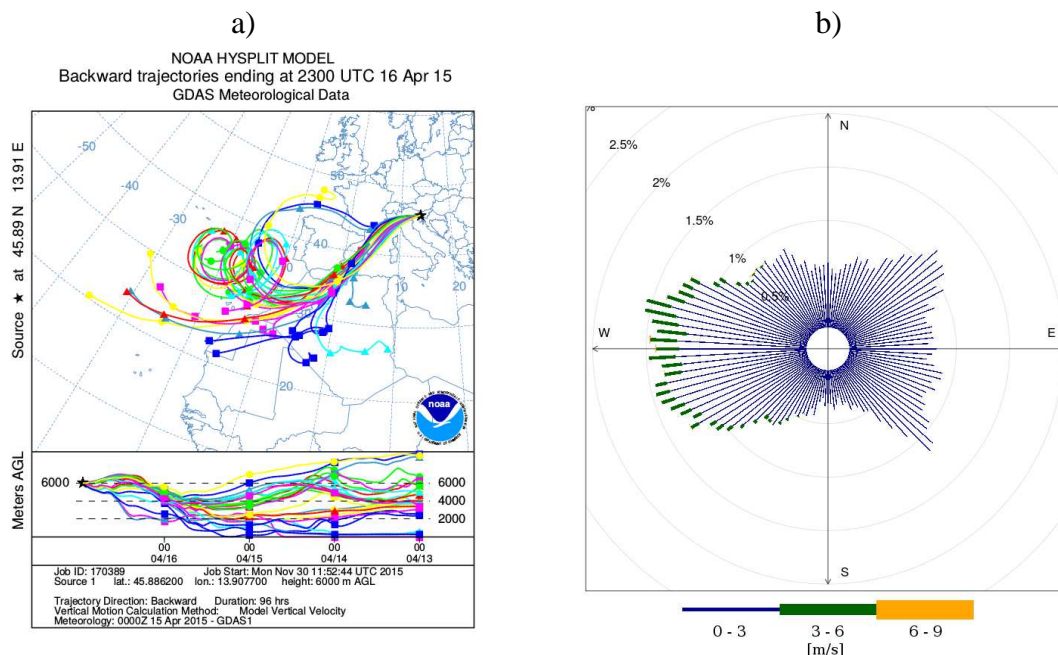 a)
NOAA HYSPLIT MODEL
Backward trajectories ending at 2300 UTC 16 Apr 15
GDAS Meteorological Data
Source ★ at 45.89 N 13.91 E
-50
-40
-30
50
40
30
20
10
20
noaa
Meters AGL
6000
6000
4000
2000
00
00
00
00
04/16
04/15
04/14
04/13
Job ID: 170389 Job Start: Mon Nov 30 11:52:44 UTC 2015
Source 1 lat.: 45.886200 lon.: 13.907700 height: 6000 m AGL
Trajectory Direction: Backward Duration: 96 hrs
Vertical Motion Calculation Method: Model Vertical Velocity
Meteorology: 0000Z 15 Apr 2015 - GDAS1
b)
N
2.5%
2%
1.5%
1%
0.5%
W
E
S
0 - 3
3 - 6
6 - 9
[m/s]